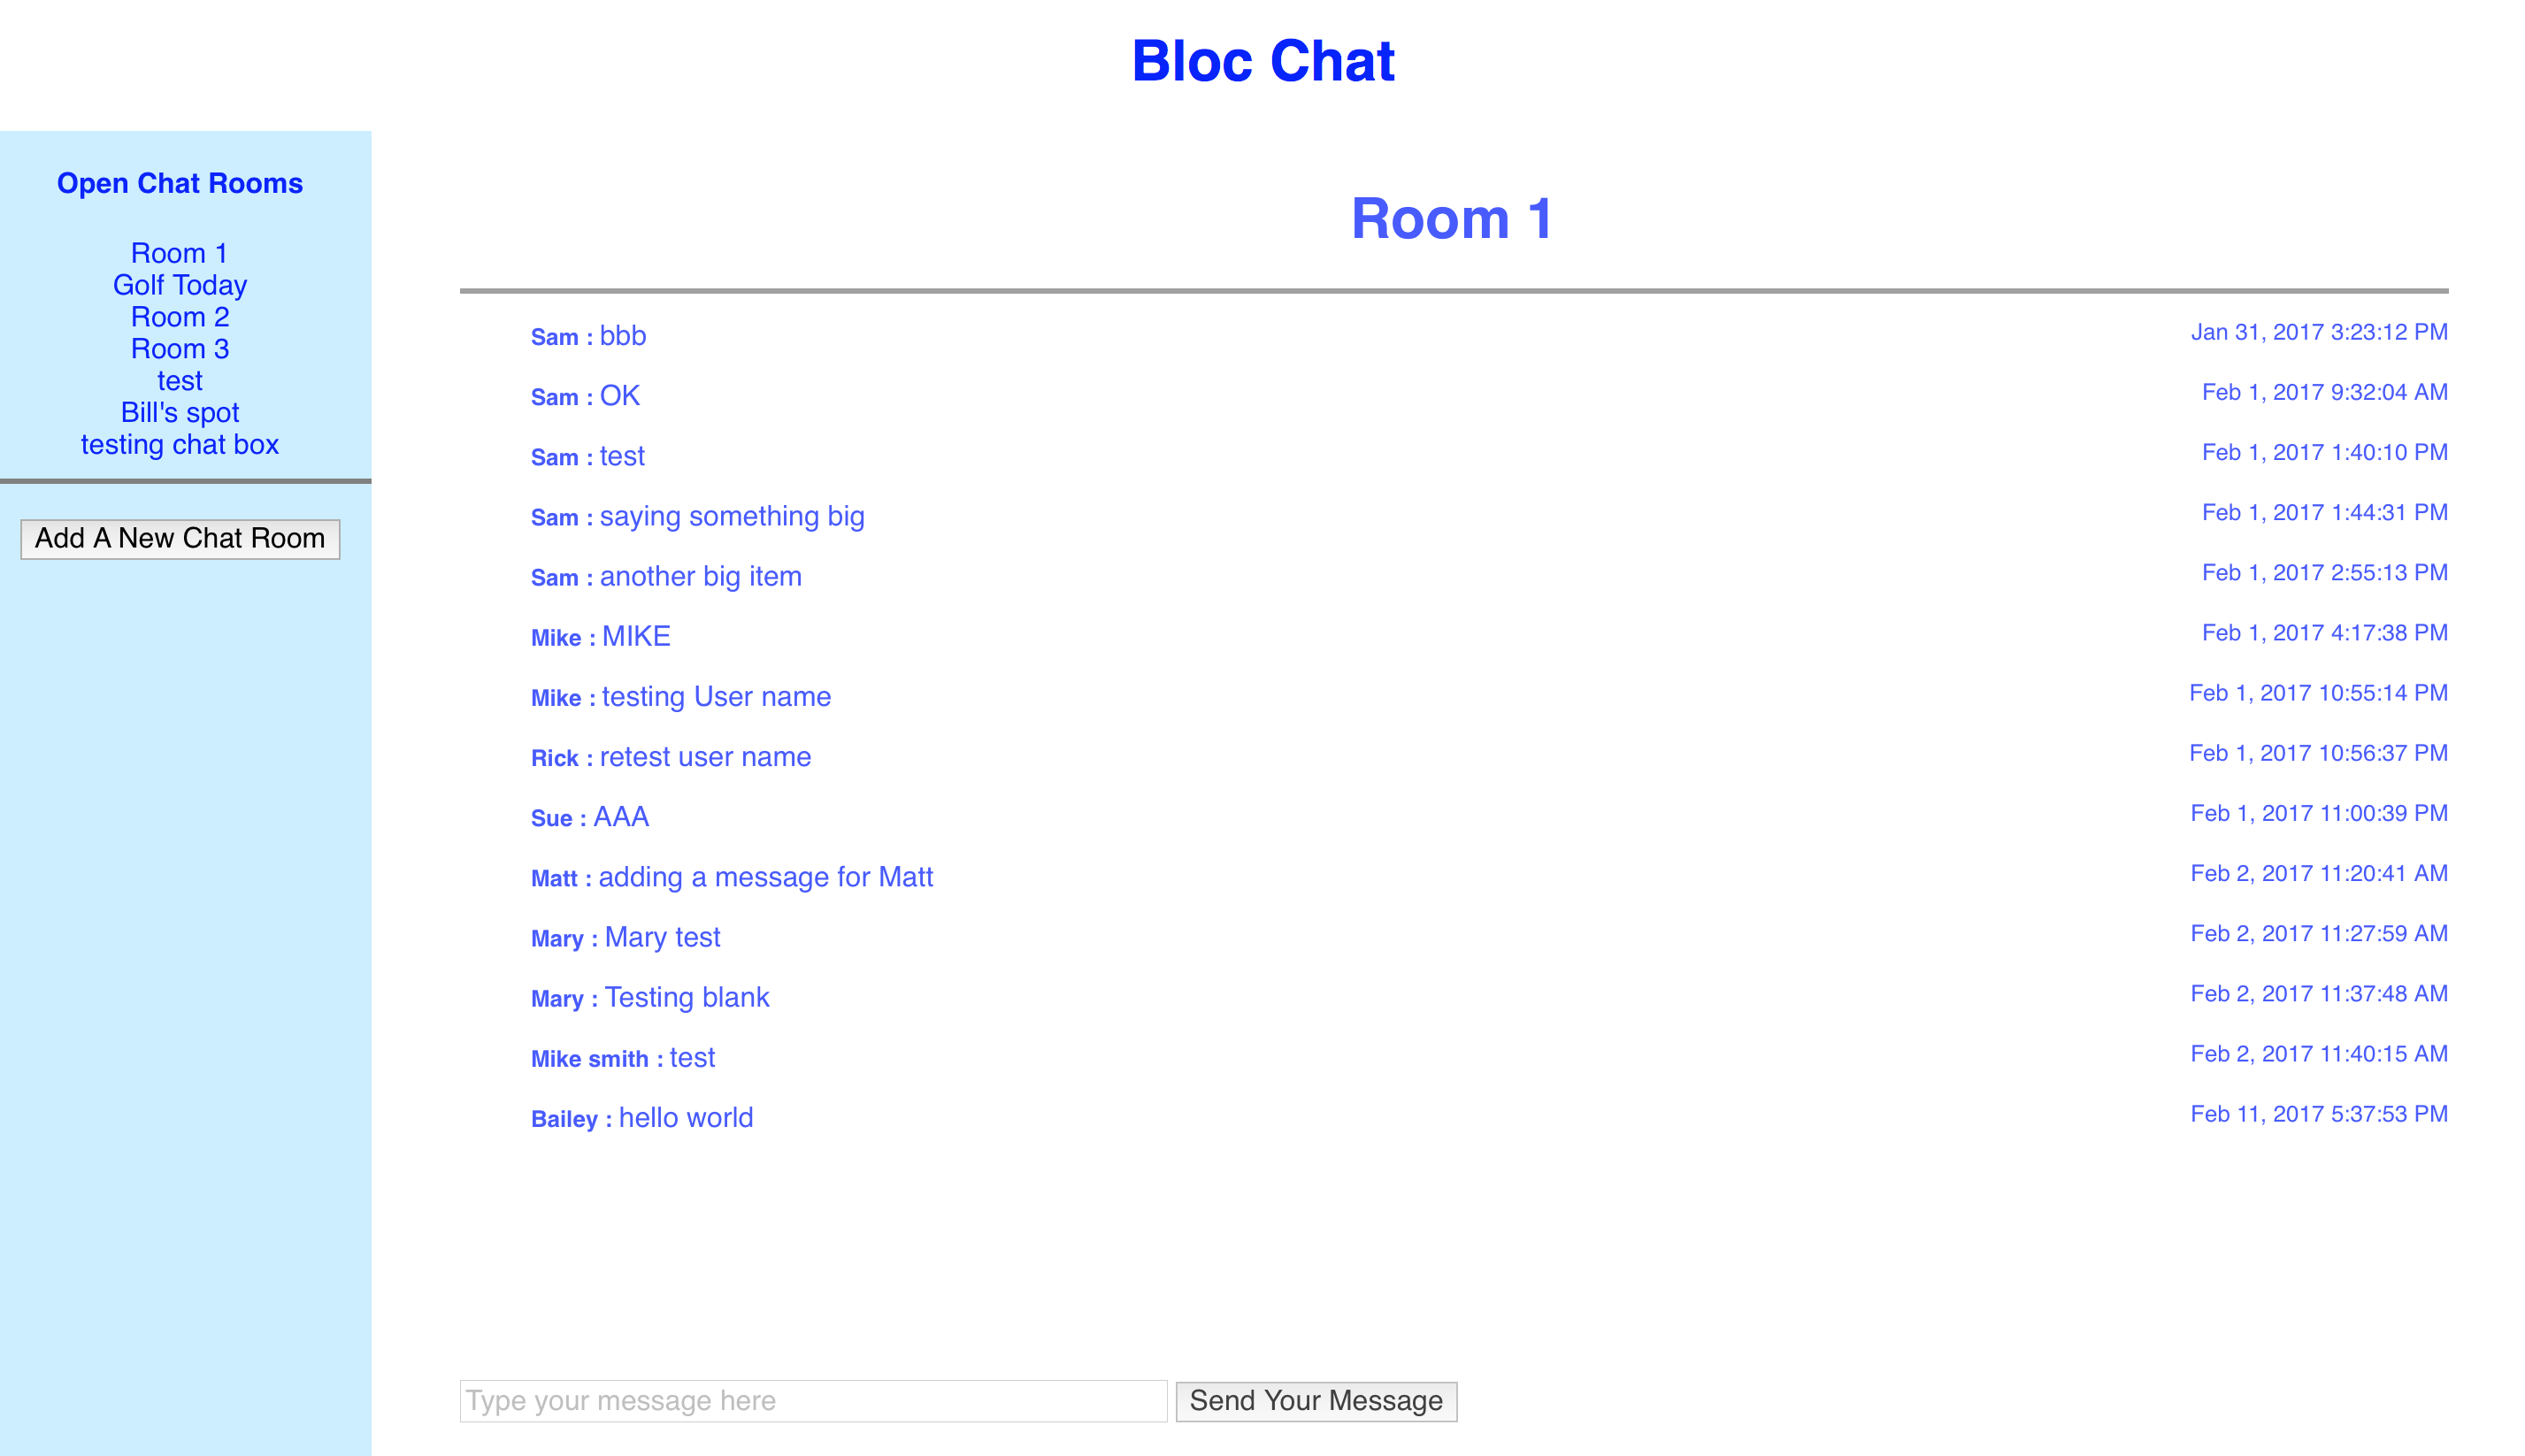 Bloc Chat
Open Chat Rooms
Room 1
Golf Today
Room 2
Room 3
test
Bill's spot
testing chat box
Add A New Chat Room
Room 1
Sam : bbb Jan 31, 2017 3:23:12 PM
Sam : OK Feb 1, 2017 9:32:04 AM
Sam : test Feb 1, 2017 1:40:10 PM
Sam : saying something big Feb 1, 2017 1:44:31 PM
Sam : another big item Feb 1, 2017 2:55:13 PM
Mike : MIKE Feb 1, 2017 4:17:38 PM
Mike : testing User name Feb 1, 2017 10:55:14 PM
Rick : retest user name Feb 1, 2017 10:56:37 PM
Sue : AAA Feb 1, 2017 11:00:39 PM
Matt : adding a message for Matt Feb 2, 2017 11:20:41 AM
Mary : Mary test Feb 2, 2017 11:27:59 AM
Mary : Testing blank Feb 2, 2017 11:37:48 AM
Mike smith : test Feb 2, 2017 11:40:15 AM
Bailey : hello world Feb 11, 2017 5:37:53 PM
Type your message here
Send Your Message